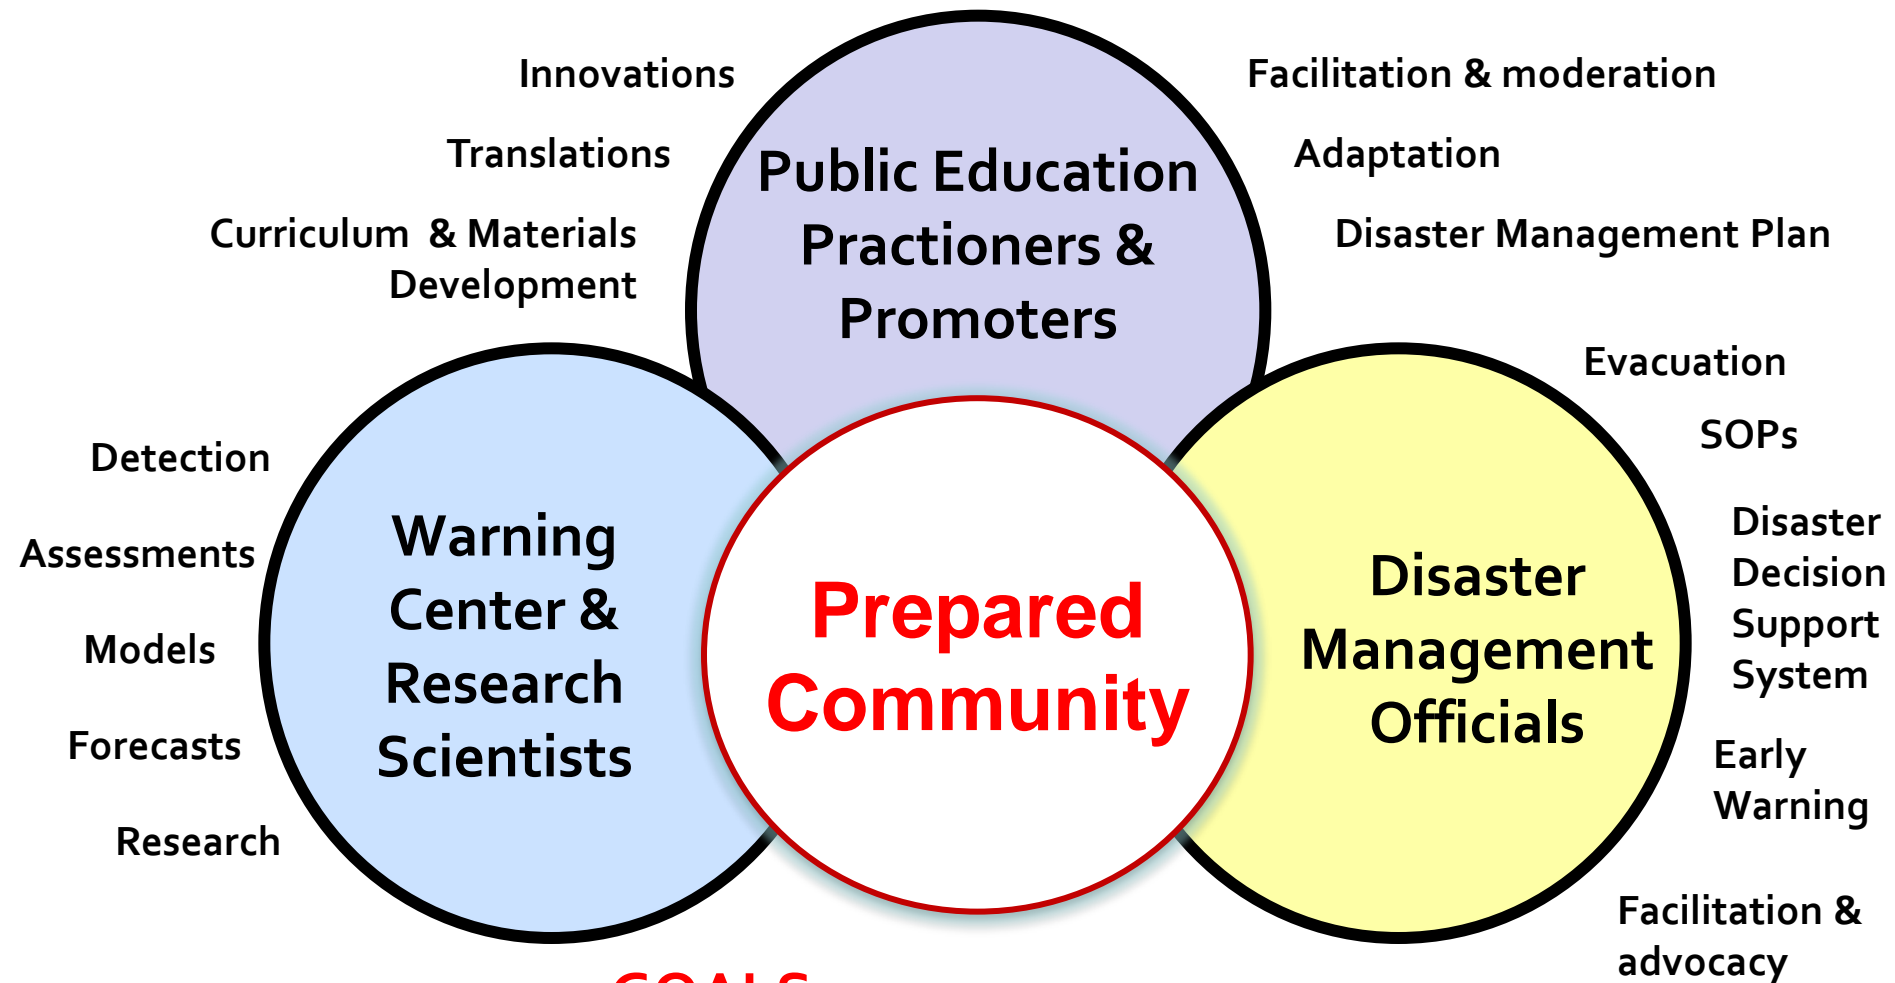 Innovations
Translations
Curriculum & Materials
Development
Public Education
Practioners &
Promoters
Facilitation & moderation
Adaptation
Disaster Management Plan
Detection
Assessments
Models
Forecasts
Research
Warning
Center &
Research
Scientists
Prepared
Community
Disaster
Management
Officials
Evacuation
SOPs
Disaster
Decision
Support
System
Early
Warning
Facilitation &
advocacy
GOALS